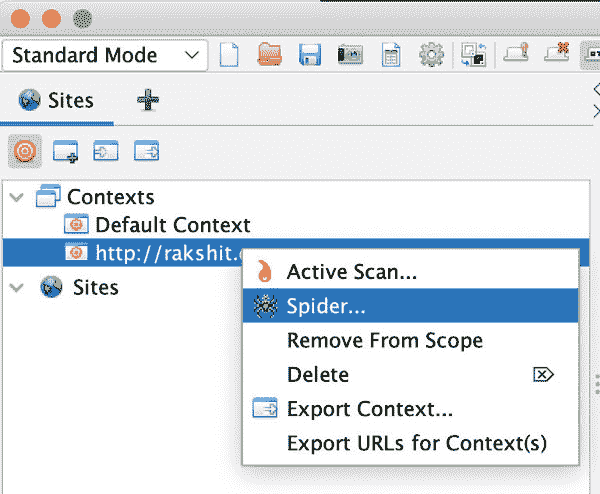 Standard Mode
Sites
Contexts
Default Context
http://rakshit.
Active Scan...
Spider...
Remove From Scope
Delete
Export Context...
Export URLs for Context(s)
Sites